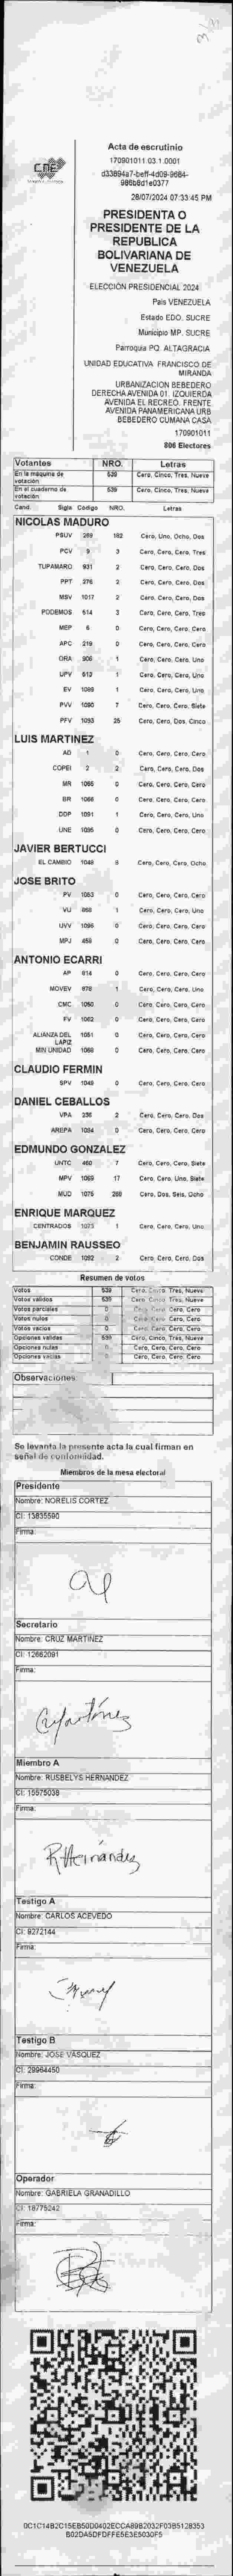 CNE
Acta de escrutinio
170901011.03.1.0001
d33894a7-beff-4d09-9684-
986b8d1e0377
28/07/2024 07:33:45 PM
PRESIDENTA O
PRESIDENTE DE LA
REPUBLICA
BOLIVARIANA DE
VENEZUELA
ELECCION PRESIDENCIAL 2024
Pais VENEZUELA
Estado EDO. SUCRE
Municipio MP. SUCRE
Parroquia PQ. ALTAGRACIA
UNIDAD EDUCATIVA FRANCISCO DE
MIRANDA
URBANIZACION BEBEDERO
DERECHA AVENIDA 01. IZQUIERDA
AVENIDA EL RECREO. FRENTE
AVENIDA PANAMERICANA URB
BEBEDERO CUMANA CASA
170901011
806 Electores
Votantes NRO. Letras
En la maquina de votación 539 Cero, Cinco, Tres, Nueve
En el cuaderno de votación 539 Cero, Cinco, Tres, Nueve
Cand. Sigla Código NRO. Letras
NICOLAS MADURO
PSUV 269 182 Cero, Uno, Ocho, Dos
PCV 9 3 Cero, Cero, Cero, Tres
TUPAMARO 931 2 Cero, Cero, Cero, Dos
PPT 276 2 Cero, Cero, Cero, Dos
MSV 1017 2 Cero, Cero, Cero, Dos
PODEMOS 514 3 Cero, Cero, Cero, Tres
MEP 6 0 Cero, Cero, Cero, Cero
APC 219 0 Cero, Cero, Cero, Cero
ORA 906 1 Cero, Cero, Cero, Uno
UPV 613 1 Cero, Cero, Cero, Uno
EV 1089 1 Cero, Cero, Cero, Uno
PVV 1090 7 Cero, Cero, Cero, Siete
PFV 1093 25 Cero, Cero, Dos, Cinco
LUIS MARTINEZ
AD 1 0 Cero, Cero, Cero, Cero
COPEI 2 2 Cero, Cero, Cero, Dos
MR 1065 0 Cero, Cero, Cero, Cero
BR 1066 0 Cero, Cero, Cero, Cero
DDP 1091 1 Cero, Cero, Cero, Uno
UNE 1095 0 Cero, Cero, Cero, Cero
JAVIER BERTUCCI
EL CAMBIO 1048 8 Cero, Cero, Cero, Ocho
JOSE BRITO
PV 1083 0 Cero, Cero, Cero, Cero
VU 868 1 Cero, Cero, Cero, Uno
UVV 1096 0 Cero, Cero, Cero, Cero
MPJ 458 0 Cero, Cero, Cero, Cero
ANTONIO ECARRI
AP 814 0 Cero, Cero, Cero, Cero
MOVEV 878 1 Cero, Cero, Cero, Uno
CMC 1050 0 Cero, Cero, Cero, Cero
FV 1062 0 Cero, Cero, Cero, Cero
ALIANZA DEL LAPIZ 1051 0 Cero, Cero, Cero, Cero
MIN UNIDAD 1068 0 Cero, Cero, Cero, Cero
CLAUDIO FERMIN
SPV 1049 0 Cero, Cero, Cero, Cero
DANIEL CEBALLOS
VPA 236 2 Cero, Cero, Cero, Dos
AREPA 1094 0 Cero, Cero, Cero, Cero
EDMUNDO GONZALEZ
UNTC 460 7 Cero, Cero, Cero, Siete
MPV 1069 17 Cero, Cero, Uno, Siete
MUD 1075 268 Cero, Dos, Seis, Ocho
ENRIQUE MARQUEZ
CENTRADOS 1073 1 Cero, Cero, Cero, Uno
BENJAMIN RAUSSEO
CONDE 1092 2 Cero, Cero, Cero, Dos
Resumen de votos
Votos 539 Cero, Cinco, Tres, Nueve
Votos validos 539 Cero, Cinco, Tres, Nueve
Votos parciales 0 Cero, Cero, Cero, Cero
Votos nulos 0 Cero, Cero, Cero, Cero
Votos vacios 0 Cero, Cero, Cero, Cero
Opciones validas 539 Cero, Cinco, Tres, Nueve
Opciones nulas 0 Cero, Cero, Cero, Cero
Opciones vacias 0 Cero, Cero, Cero, Cero
Observaciones
Se levanta la presente acta la cual firman en
señal de conformidad.
Miembros de la mesa electoral
Presidente
Nombre: NORELIS CORTEZ
CI: 13835590
Firma:
Secretario
Nombre: CRUZ MARTINEZ
CI: 12662091
Firma:
Miembro A
Nombre: RUSBELYS HERNANDEZ
CI: 15575038
Firma:
R Hernández
Testigo A
Nombre: CARLOS ACEVEDO
CI: 9272144
Firma:
Testigo B
Nombre: JOSE VASQUEZ
CI: 29984450
Firma:
Operador
Nombre: GABRIELA GRANADILLO
CI: 18775242
Firma:
0C1C14B2C15EB50D0402ECCA89B2032F03B5128353
B02DA5DFDFFE5E3E5030F5